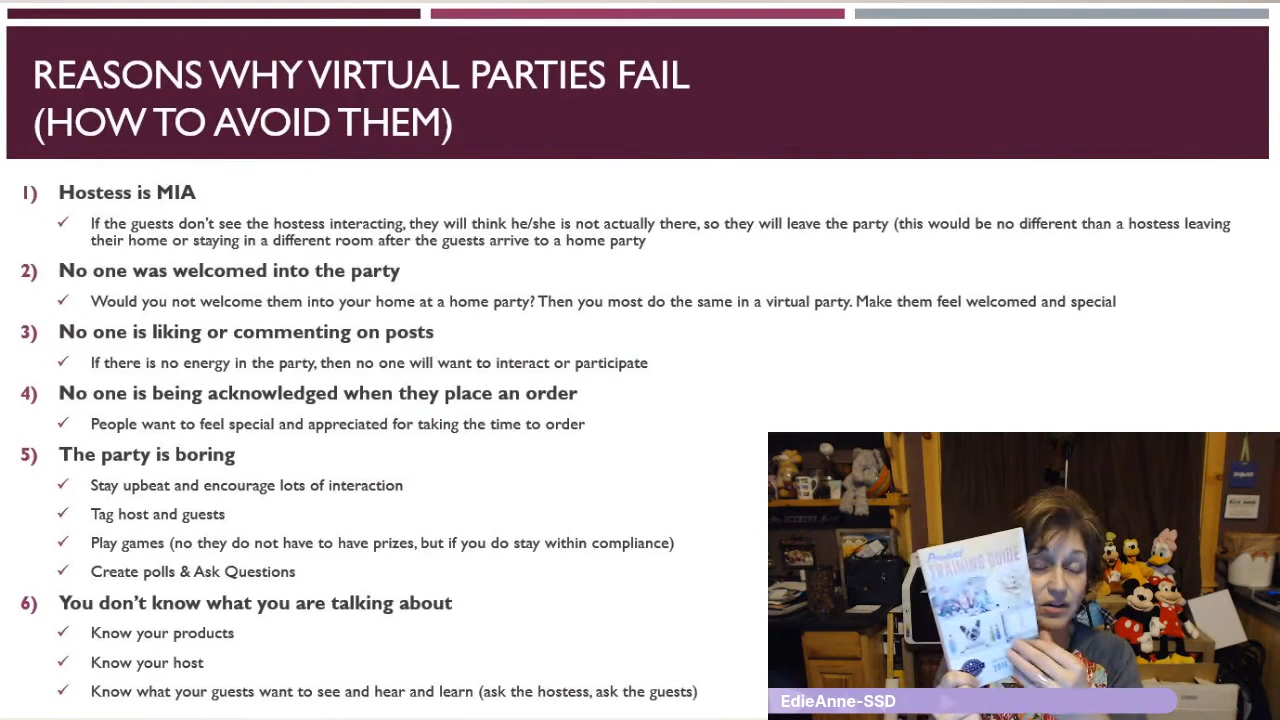 REASONS WHY VIRTUAL PARTIES FAIL
(HOW TO AVOID THEM)
1) Hostess is MIA
✓ If the guests don't see the hostess interacting, they will think he/she is not actually there, so they will leave the party (this would be no different than a hostess leaving
their home or staying in a different room after the guests arrive to a home party
2) No one was welcomed into the party
✓ Would you not welcome them into your home at a home party? Then you most do the same in a virtual party. Make them feel welcomed and special
3) No one is liking or commenting on posts
✓ If there is no energy in the party, then no one will want to interact or participate
4) No one is being acknowledged when they place an order
✓ People want to feel special and appreciated for taking the time to order
5) The party is boring
✓ Stay upbeat and encourage lots of interaction
✓ Tag host and guests
✓ Play games (no they do not have to have prizes, but if you do stay within compliance)
✓ Create polls & Ask Questions
6) You don't know what you are talking about
✓ Know your products
✓ Know your host
✓ Know what your guests want to see and hear and learn (ask the hostess, ask the guests)
Product
TRAINING GUIDE
EdieAnne-SSD